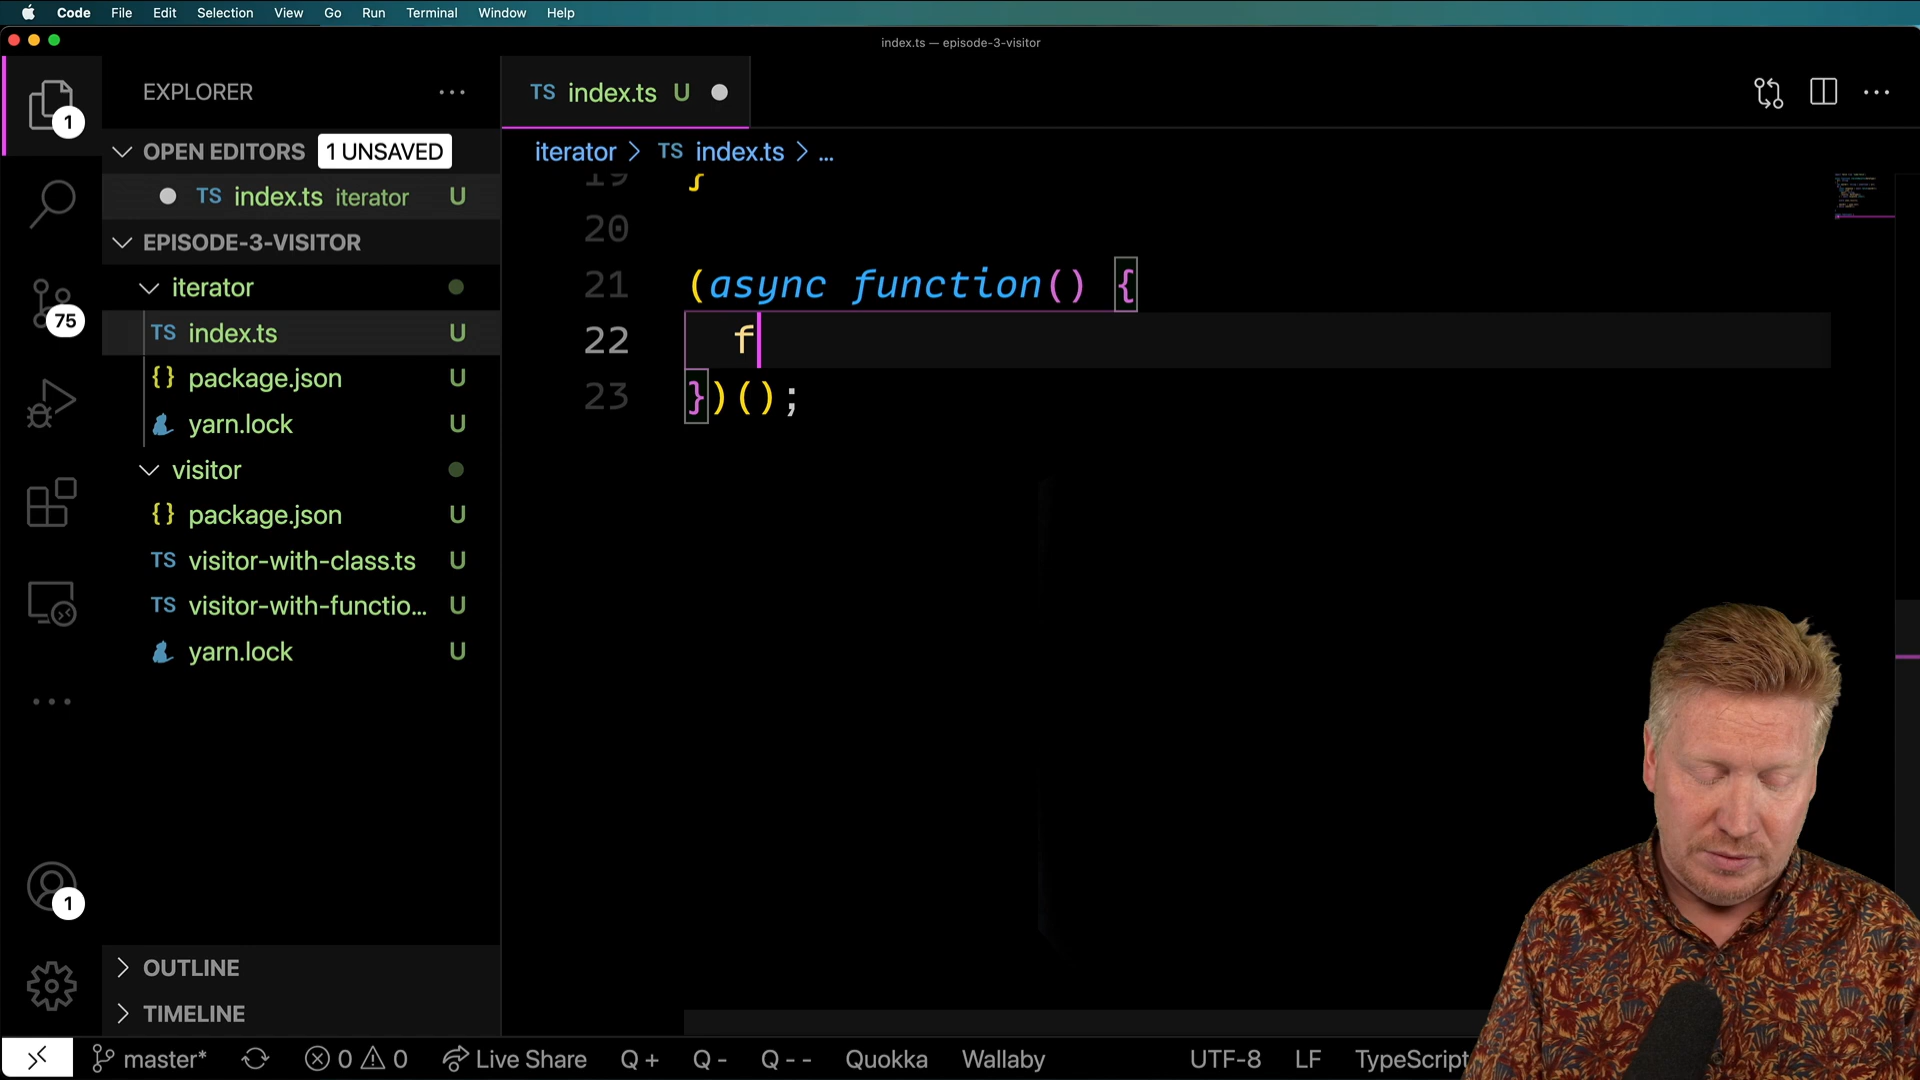 Code File Edit Selection View Go Run Terminal Window Help
index.ts — episode-3-visitor
EXPLORER
TS index.ts U
1
OPEN EDITORS 1 UNSAVED
iterator > TS index.ts > ...
TS index.ts iterator U
19 }
20
EPISODE-3-VISITOR
21 (async function() {
iterator
75
TS index.ts U
22 f
{} package.json U
23 })();
yarn.lock U
visitor
{} package.json U
TS visitor-with-class.ts U
TS visitor-with-functio... U
yarn.lock U
1
OUTLINE
TIMELINE
master* 0 0 Live Share Q + Q - Q - - Quokka Wallaby UTF-8 LF TypeScript